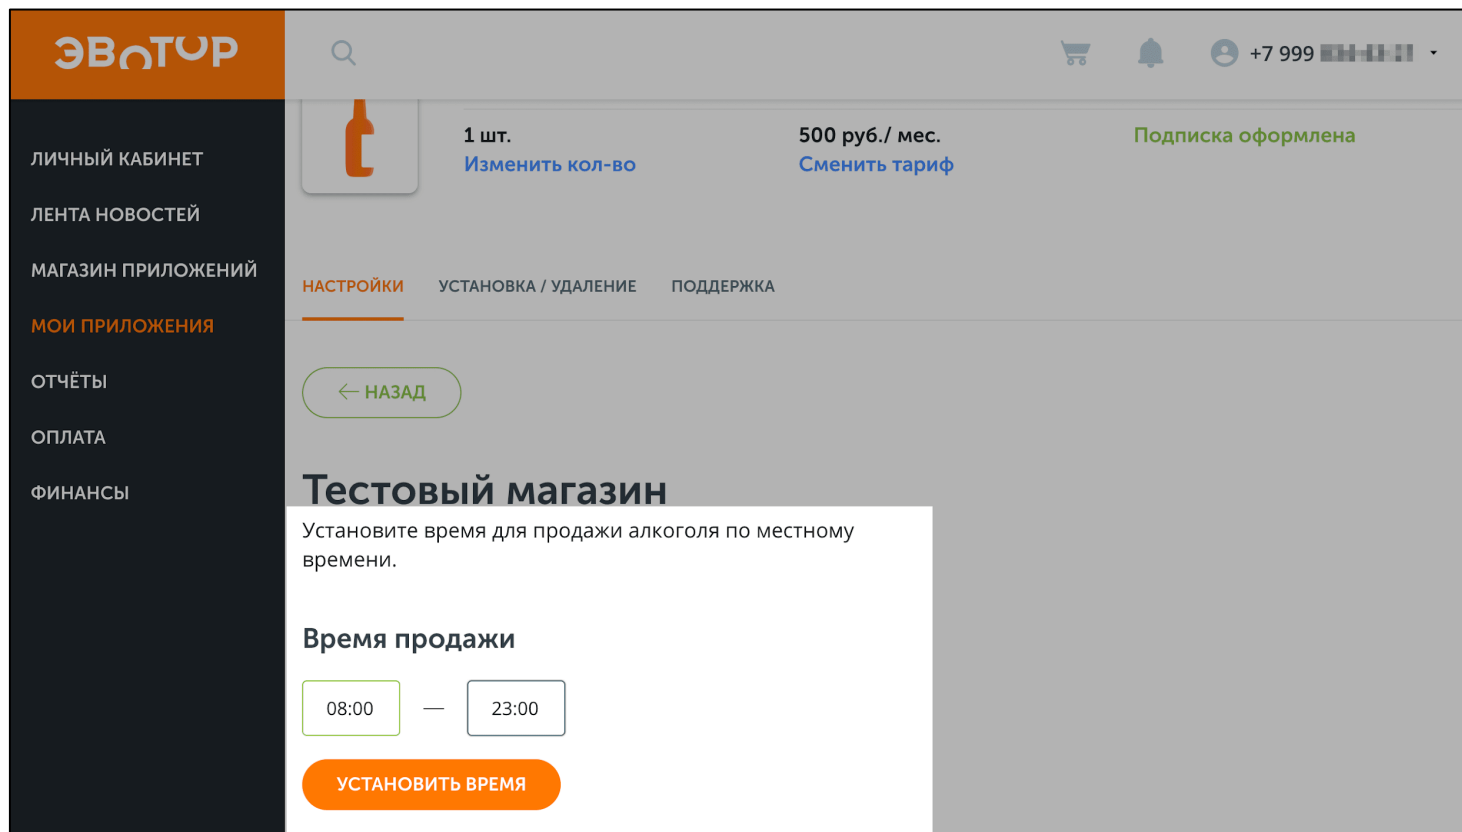 ЭВОТОР
+7 999
1 шт.
500 руб./ мес.
Подписка оформлена
Изменить кол-во
Сменить тариф
ЛИЧНЫЙ КАБИНЕТ
ЛЕНТА НОВОСТЕЙ
МАГАЗИН ПРИЛОЖЕНИЙ
МОИ ПРИЛОЖЕНИЯ
ОТЧЁТЫ
ОПЛАТА
ФИНАНСЫ
НАСТРОЙКИ
УСТАНОВКА / УДАЛЕНИЕ
ПОДДЕРЖКА
← НАЗАД
Тестовый магазин
Установите время для продажи алкоголя по местному
времени.
Время продажи
08:00 — 23:00
УСТАНОВИТЬ ВРЕМЯ